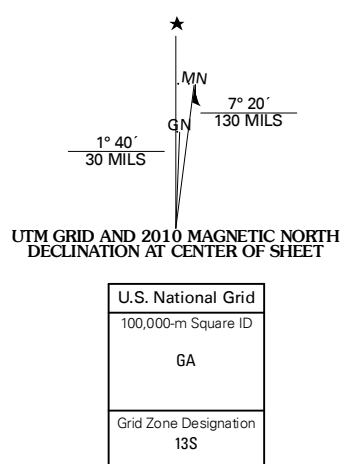 MN
7° 20´
130 MILS
GN
1° 40´
30 MILS
UTM GRID AND 2010 MAGNETIC NORTH
DECLINATION AT CENTER OF SHEET
U.S. National Grid
100,000-m Square ID
GA
Grid Zone Designation
13S